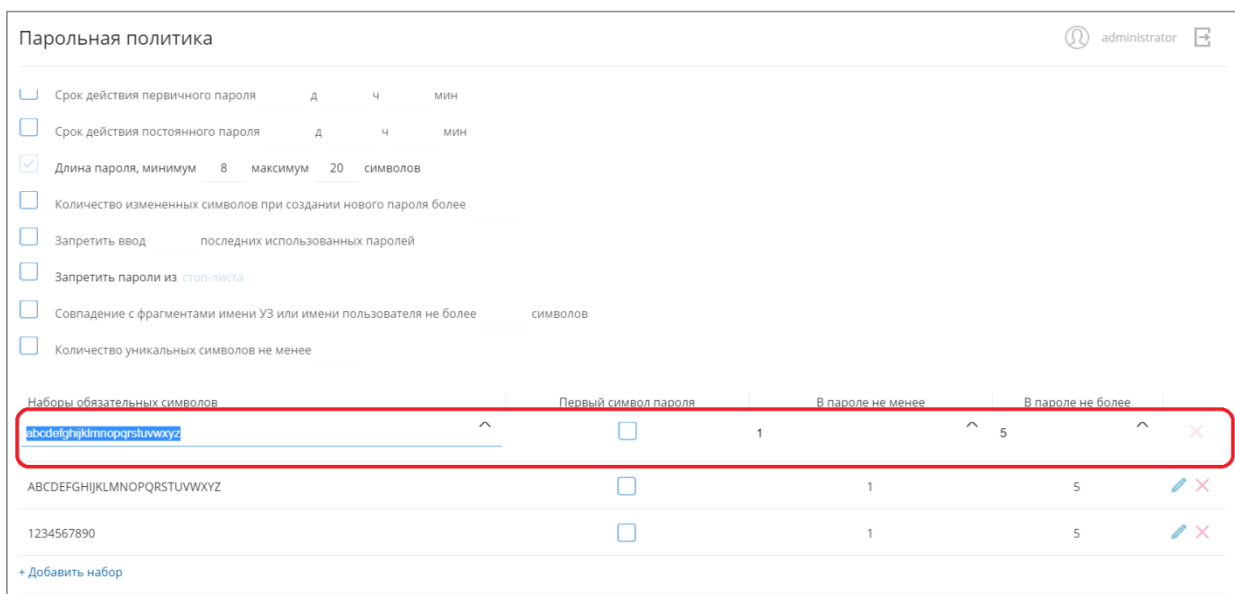 Парольная политика
administrator
Срок действия первичного пароля д ч мин
Срок действия постоянного пароля д ч мин
Длина пароля, минимум 8 максимум 20 символов
Количество измененных символов при создании нового пароля более
Запретить ввод последних использованных паролей
Запретить пароли из стоп-листа
Совпадение с фрагментами имени УЗ или имени пользователя не более символов
Количество уникальных символов не менее
Наборы обязательных символов Первый символ пароля В пароле не менее В пароле не более
abcdefghijklmnopqrstuvwxyz 1 5
ABCDEFGHIJKLMNOPQRSTUVWXYZ 1 5
1234567890 1 5
+ Добавить набор